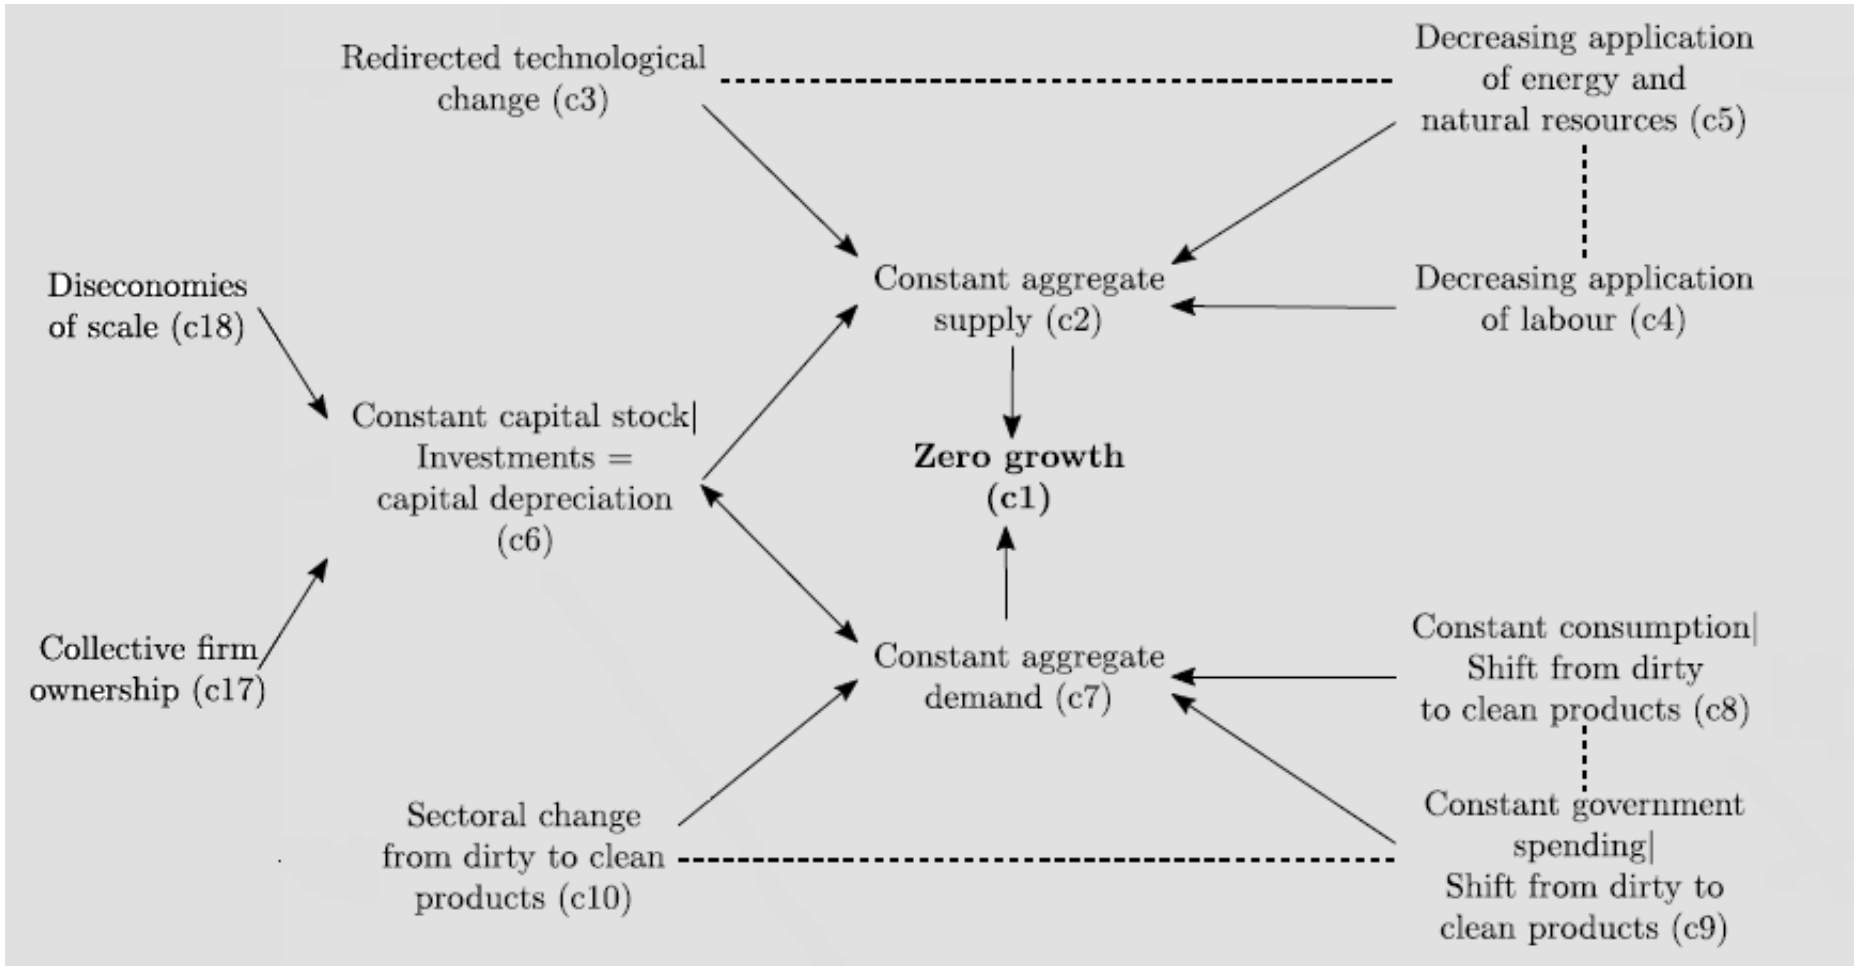 Redirected technological
change (c3)
Decreasing application
of energy and
natural resources (c5)
Diseconomies
of scale (c18)
Constant aggregate
supply (c2)
Decreasing application
of labour (c4)
Constant capital stock|
Investments =
capital depreciation
(c6)
Zero growth
(c1)
Collective firm
ownership (c17)
Constant aggregate
demand (c7)
Constant consumption|
Shift from dirty
to clean products (c8)
Sectoral change
from dirty to clean
products (c10)
Constant government
spending|
Shift from dirty to
clean products (c9)